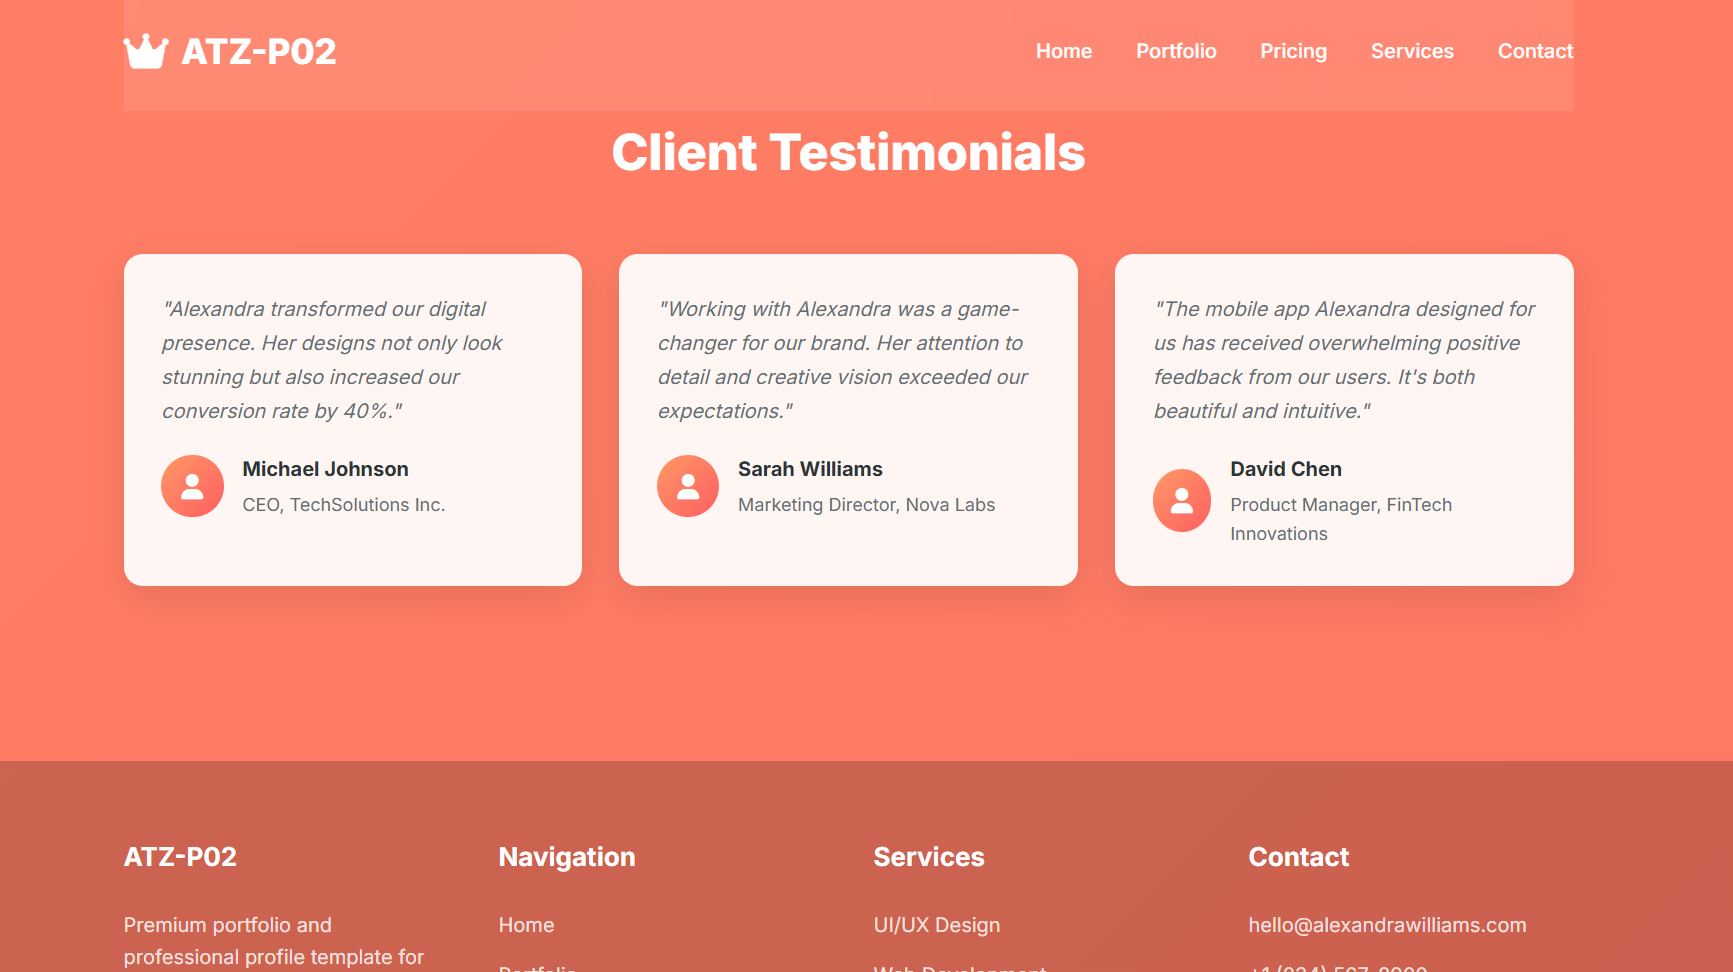 ATZ-P02
Home Portfolio Pricing Services Contact
Client Testimonials
"Alexandra transformed our digital
presence. Her designs not only look
stunning but also increased our
conversion rate by 40%."
Michael Johnson
CEO, TechSolutions Inc.
"Working with Alexandra was a game-
changer for our brand. Her attention to
detail and creative vision exceeded our
expectations."
Sarah Williams
Marketing Director, Nova Labs
"The mobile app Alexandra designed for
us has received overwhelming positive
feedback from our users. It's both
beautiful and intuitive."
David Chen
Product Manager, FinTech
Innovations
ATZ-P02
Premium portfolio and
professional profile template for
Navigation
Home
Portfolio
Services
UI/UX Design
Web Development
Contact
hello@alexandrawilliams.com